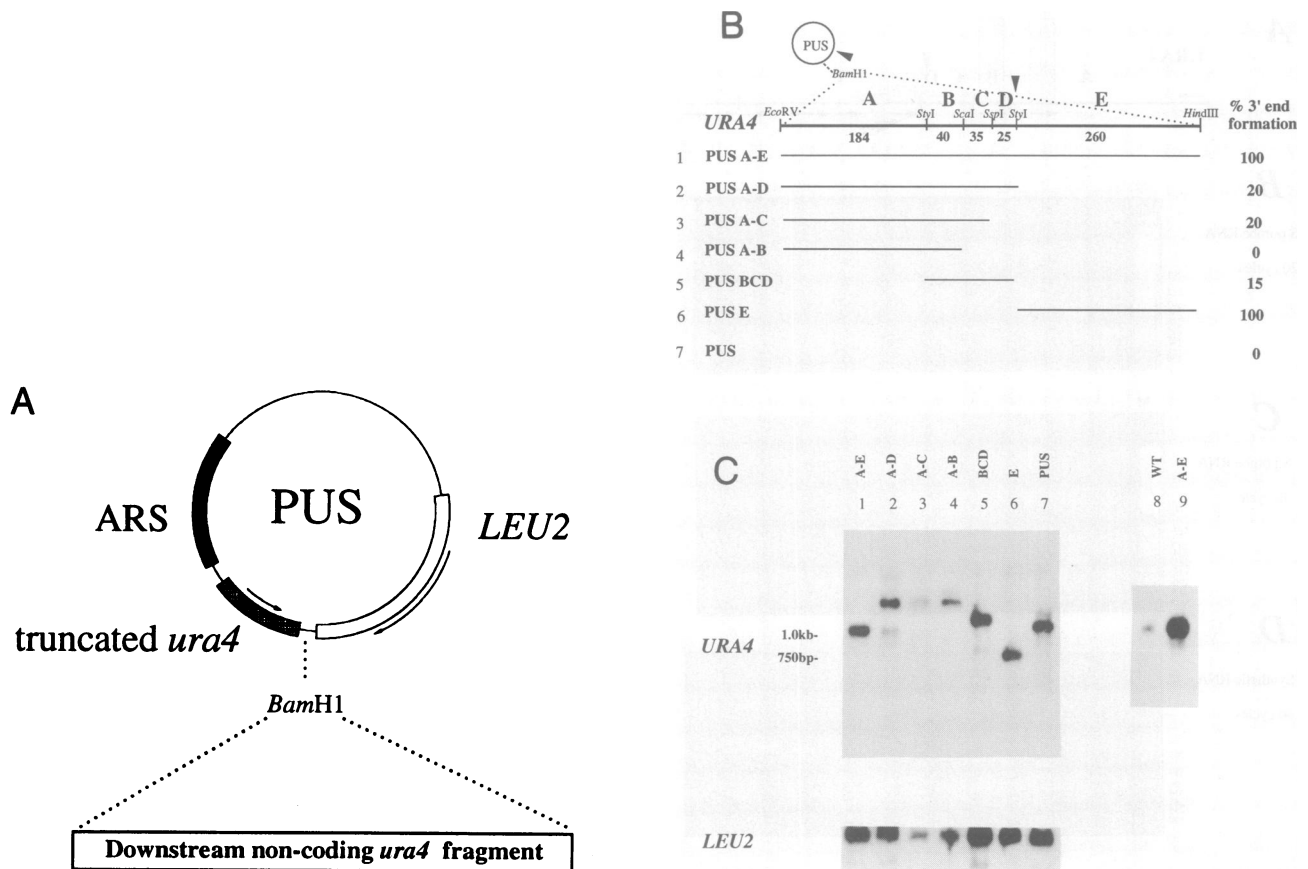 A
PUS
ARS
LEU2
truncated ura4
BamH1
Downstream non-coding ura4 fragment
B
PUS
BamH1
A B C D E
EcoRV StyI ScaI SspI StyI HindIII
% 3' end
formation
URA4
184 40 35 25 260
1 PUS A-E 100
2 PUS A-D 20
3 PUS A-C 20
4 PUS A-B 0
5 PUS BCD 15
6 PUS E 100
7 PUS 0
C
A-E A-D A-C A-B BCD E PUS WT A-E
1 2 3 4 5 6 7 8 9
1.0kb-
URA4
750bp-
LEU2